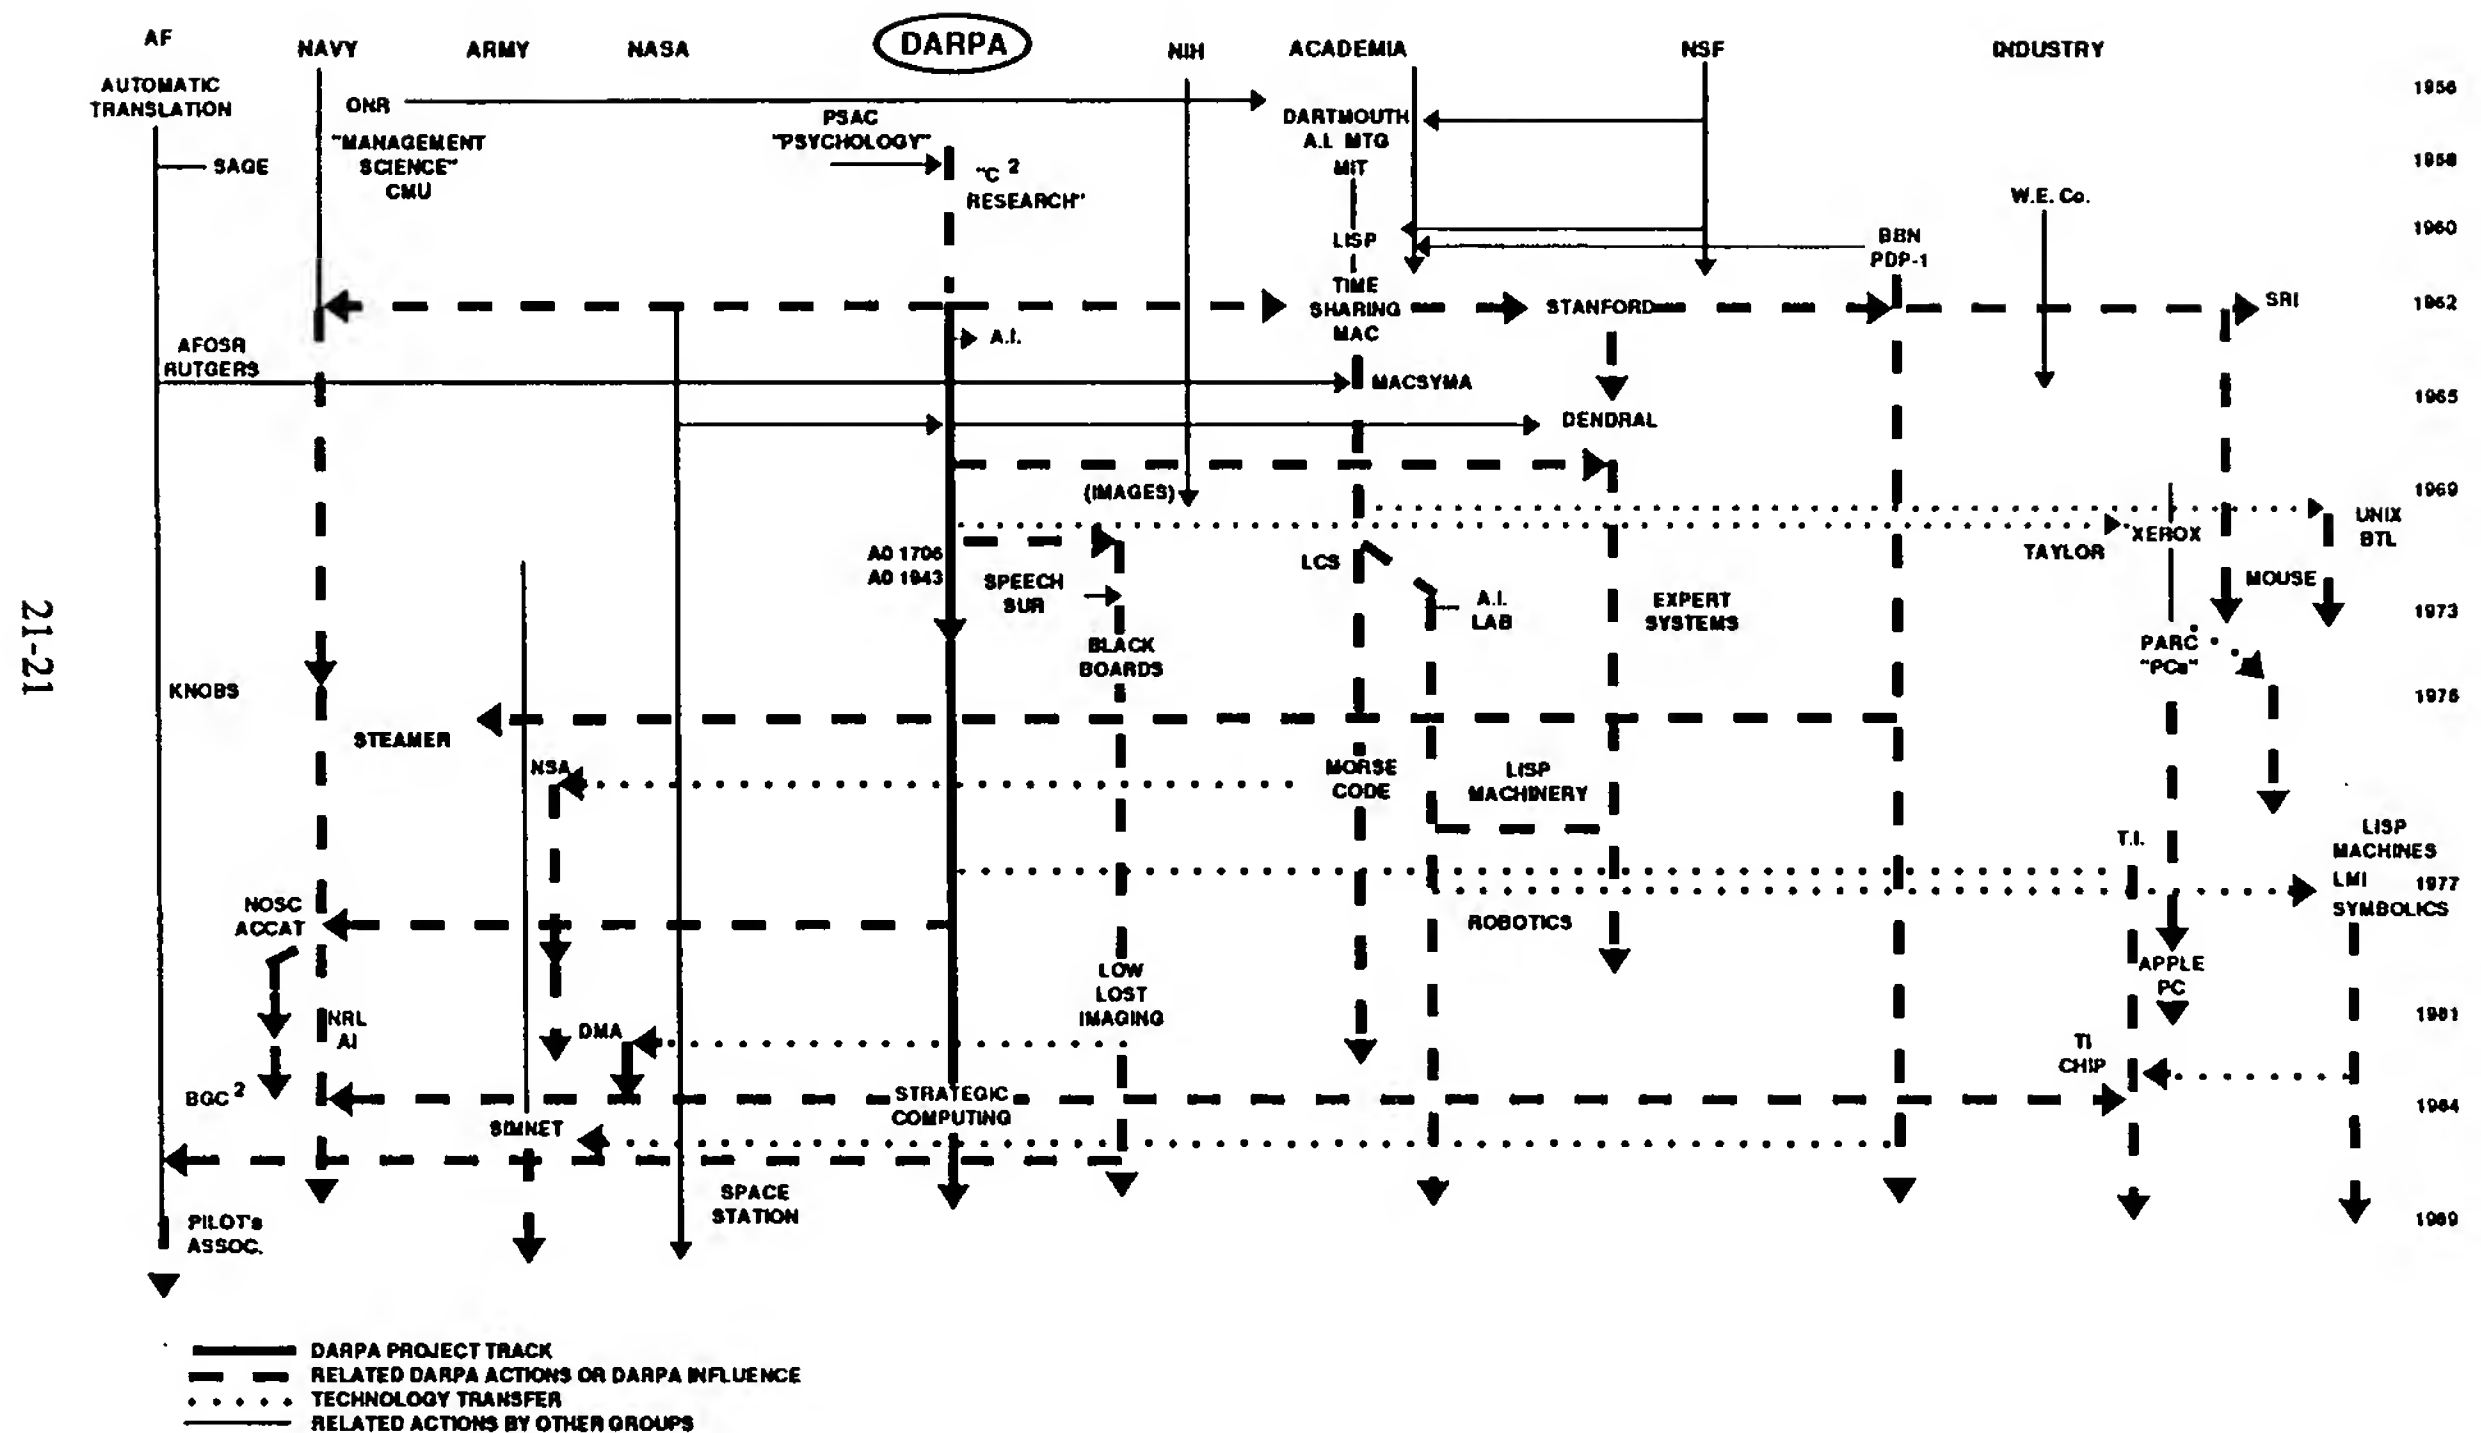 AF
NAVY
ARMY
NASA
DARPA
NIH
ACADEMIA
NSF
INDUSTRY
AUTOMATIC
TRANSLATION
ONR
1956
PSAC
"PSYCHOLOGY"
DARTMOUTH
A.I. MTG
MIT
"MANAGEMENT
SCIENCE"
CMU
SAGE
"C 2
RESEARCH"
1958
W.E. Co.
LISP
BBN
PDP-1
1960
TIME
SHARING
MAC
STANFORD
SRI
1962
A.I.
AFOSR
RUTGERS
MACSYMA
1965
DENDRAL
(IMAGES)
1969
UNIX
BTL
XEROX
TAYLOR
AO 1706
AO 1943
SPEECH
SUR
LCS
A.I.
LAB
EXPERT
SYSTEMS
MOUSE
1973
BLACK
BOARDS
PARC
"PCs"
21-21
KNOBS
1975
STEAMER
NSA
MORSE
CODE
LISP
MACHINERY
T.I.
LISP
MACHINES
LMI
SYMBOLICS
1977
NOSC
ACCAT
ROBOTICS
LOW
LOST
IMAGING
APPLE
PC
NRL
AI
DMA
1981
TI
CHIP
BGC 2
STRATEGIC
COMPUTING
1984
SIMNET
SPACE
STATION
PILOT's
ASSOC.
1989
DARPA PROJECT TRACK
RELATED DARPA ACTIONS OR DARPA INFLUENCE
TECHNOLOGY TRANSFER
RELATED ACTIONS BY OTHER GROUPS